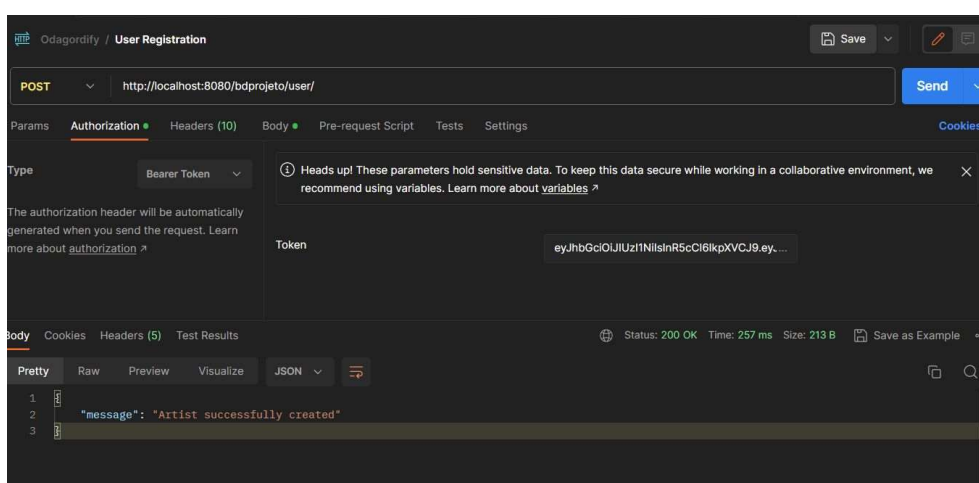 HTTP Odagordify / User Registration Save
POST http://localhost:8080/bdprojeto/user/ Send
Params Authorization Headers (10) Body Pre-request Script Tests Settings Cookies
Type Bearer Token
Heads up! These parameters hold sensitive data. To keep this data secure while working in a collaborative environment, we
recommend using variables. Learn more about variables ↗
The authorization header will be automatically
generated when you send the request. Learn
more about authorization ↗
Token eyJhbGciOiJIUzI1NiIsInR5cCI6IkpXVCJ9.ey....
Body Cookies Headers (5) Test Results Status: 200 OK Time: 257 ms Size: 213 B Save as Example
Pretty Raw Preview Visualize JSON
1 {
2 "message": "Artist successfully created"
3 }